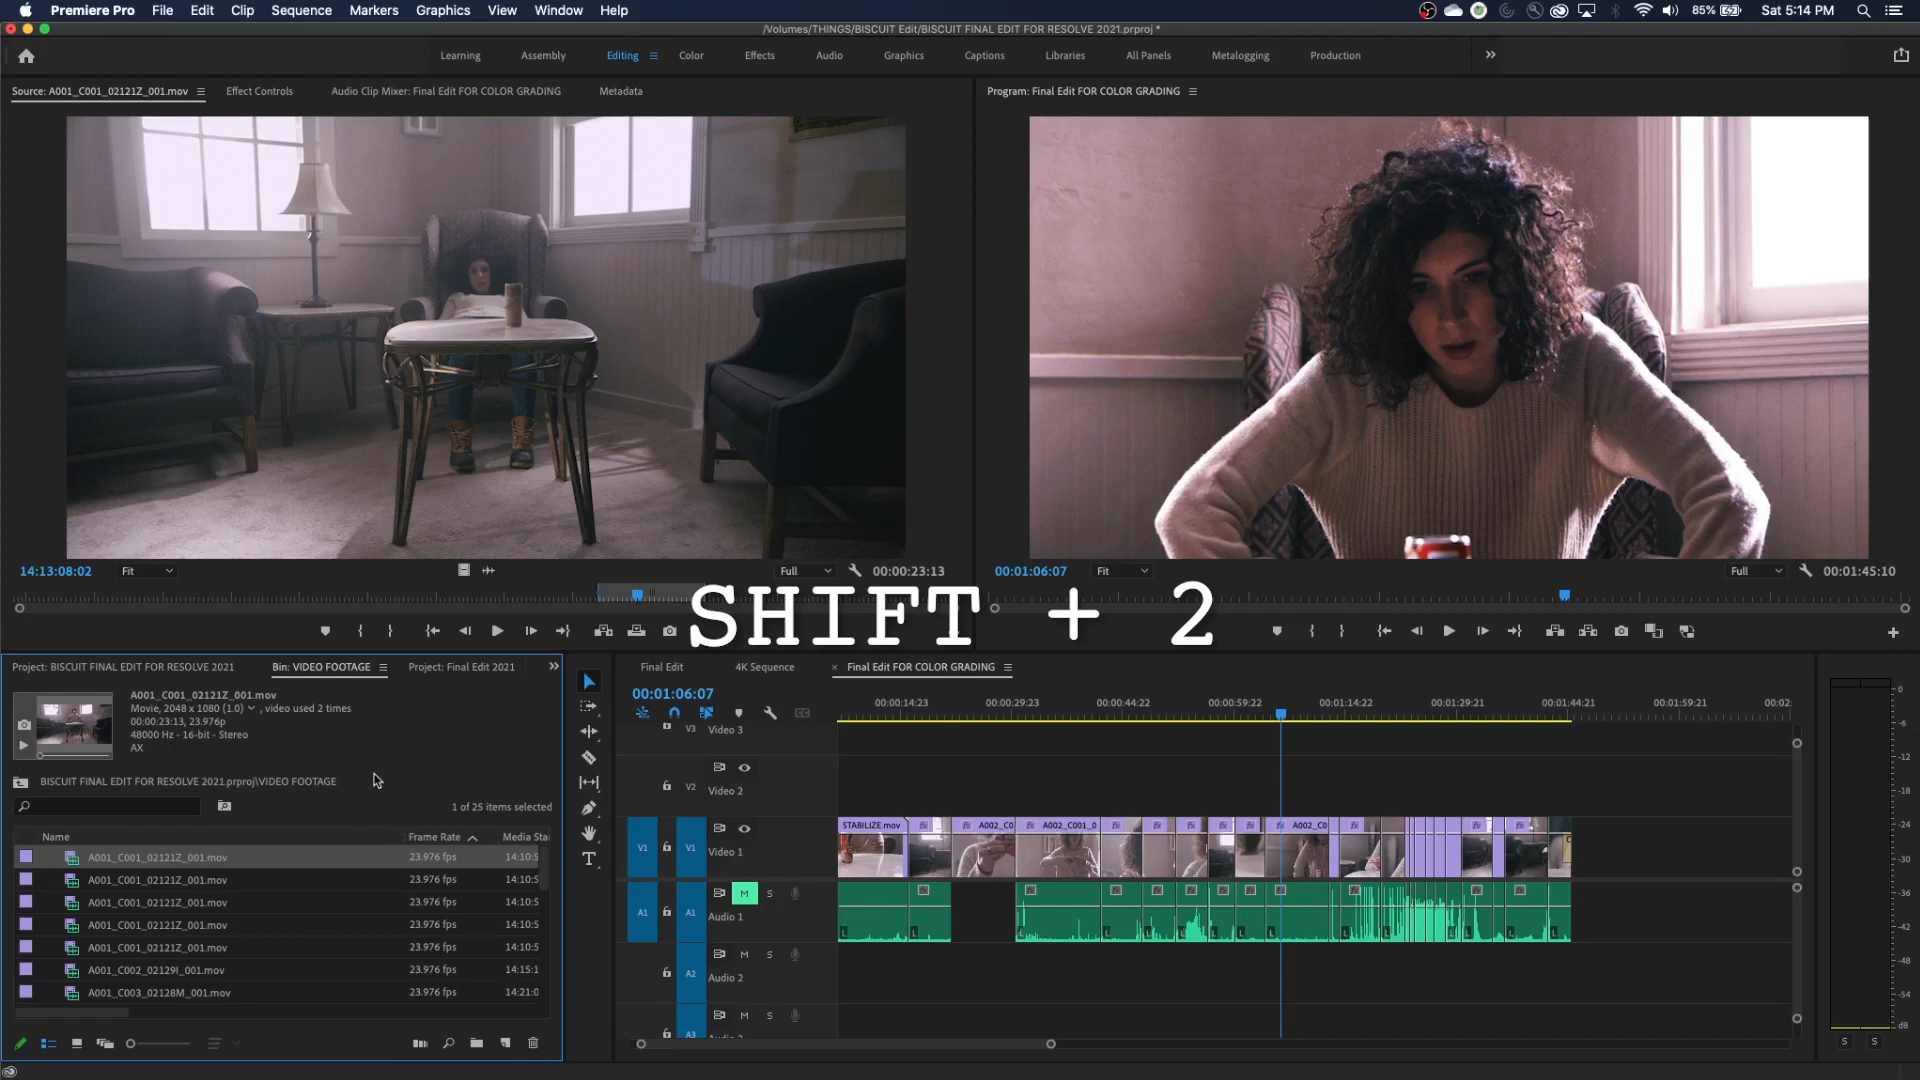 Premiere Pro File Edit Clip Sequence Markers Graphics View Window Help 85% Sat 5:14 PM
/Volumes/THINGS/BISCUIT Edit/BISCUIT FINAL EDIT FOR RESOLVE 2021.prproj *
Learning Assembly Editing Color Effects Audio Graphics Captions Libraries All Panels Metalogging Production
Source: A001_C001_02121Z_001.mov Effect Controls Audio Clip Mixer: Final Edit FOR COLOR GRADING Metadata
Program: Final Edit FOR COLOR GRADING
14:13:08:02 Fit Full 00:00:23:13
00:01:06:07 Fit Full 00:01:45:10
SHIFT + 2
Project: BISCUIT FINAL EDIT FOR RESOLVE 2021 Bin: VIDEO FOOTAGE Project: Final Edit 2021
A001_C001_02121Z_001.mov
Movie, 2048 x 1080 (1.0) , video used 2 times
00:00:23:13, 23.976p
48000 Hz - 16-bit - Stereo
AX
BISCUIT FINAL EDIT FOR RESOLVE 2021.prproj\VIDEO FOOTAGE
1 of 25 items selected
Name Frame Rate Media Sta
A001_C001_02121Z_001.mov 23.976 fps 14:10:5
A001_C001_02121Z_001.mov 23.976 fps 14:10:5
A001_C001_02121Z_001.mov 23.976 fps 14:10:5
A001_C001_02121Z_001.mov 23.976 fps 14:10:5
A001_C001_02121Z_001.mov 23.976 fps 14:10:5
A001_C002_02129I_001.mov 23.976 fps 14:15:1
A001_C003_02128M_001.mov 23.976 fps 14:21:0
Final Edit 4K Sequence × Final Edit FOR COLOR GRADING
00:01:06:07
00:00:14:23 00:00:29:23 00:00:44:22 00:00:59:22 00:01:14:22 00:01:29:21 00:01:44:21 00:01:59:21 00:02:
V3 Video 3
V2 Video 2
STABILIZE.mov A002_C0 A002_C001_0 A002_C0
V1 V1 Video 1
M S
A1 A1 Audio 1
M S
A2 Audio 2
M S
A3
0
-6
-12
-18
-24
-30
-36
-42
-48
-54
dB
S S